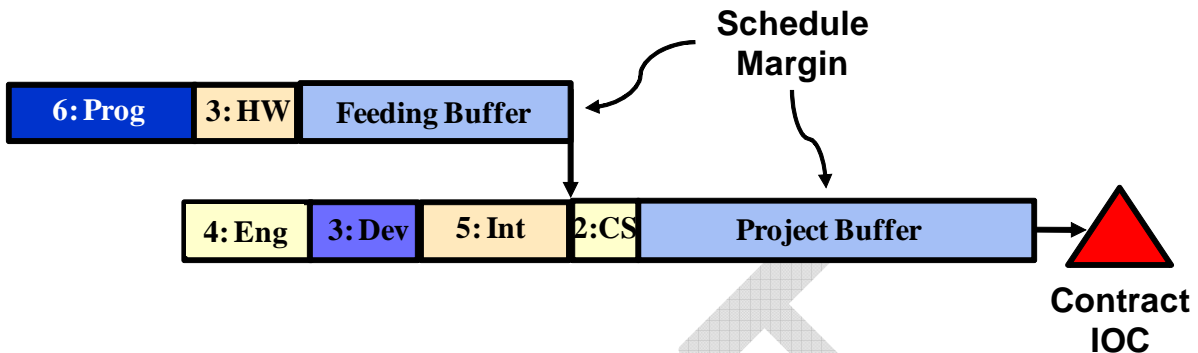 Schedule
Margin
6: Prog
3: HW
Feeding Buffer
4: Eng
3: Dev
5: Int
2:CS
Project Buffer
Contract
IOC